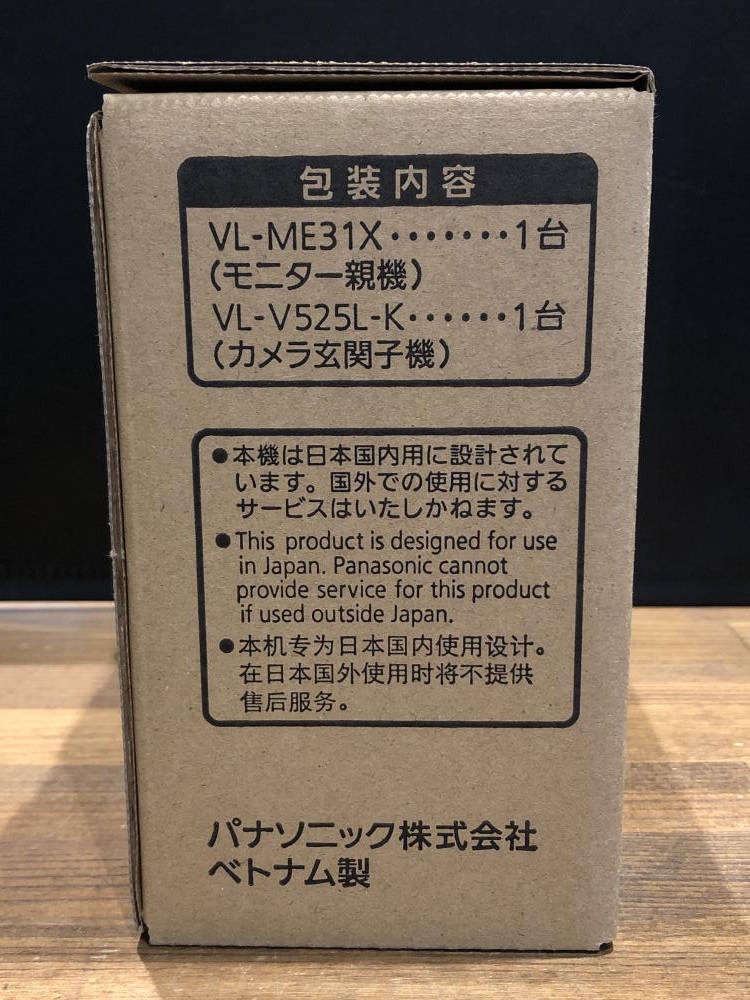 包装内容
VL-ME31X・・・・・・・1台
(モニター親機)
VL-V525L-K・・・・・・1台
(カメラ玄関子機)
●本機は日本国内用に設計されて
います。国外での使用に対する
サービスはいたしかねます。
●This product is designed for use
in Japan. Panasonic cannot
provide service for this product
if used outside Japan.
●本机专为日本国内使用设计。
在日本国外使用时将不提供
售后服务。
パナソニック株式会社
ベトナム製